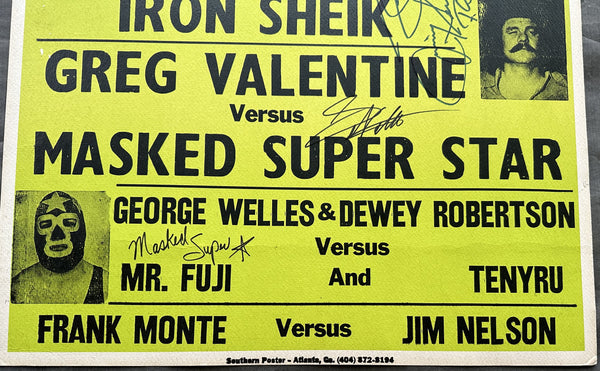 IRON SHEIK
GREG VALENTINE
Versus
MASKED SUPER STAR
GEORGE WELLES & DEWEY ROBERTSON
Masked Super
Versus
MR. FUJI And TENYRU
FRANK MONTE Versus JIM NELSON
Southern Poster - Atlanta, Ga. (404) 872-8194